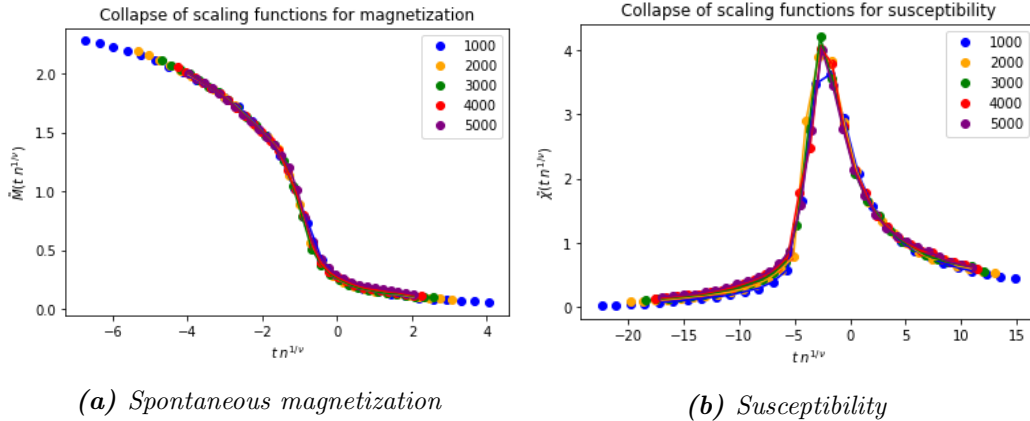 Collapse of scaling functions for magnetization
M̃(t n^{1/ν})
2.0
1.5
1.0
0.5
0.0
1000
2000
3000
4000
5000
−6 −4 −2 0 2 4
t n^{1/ν}
(a) Spontaneous magnetization
Collapse of scaling functions for susceptibility
χ̃(t n^{1/ν})
4
3
2
1
0
1000
2000
3000
4000
5000
−20 −15 −10 −5 0 5 10 15
t n^{1/ν}
(b) Susceptibility